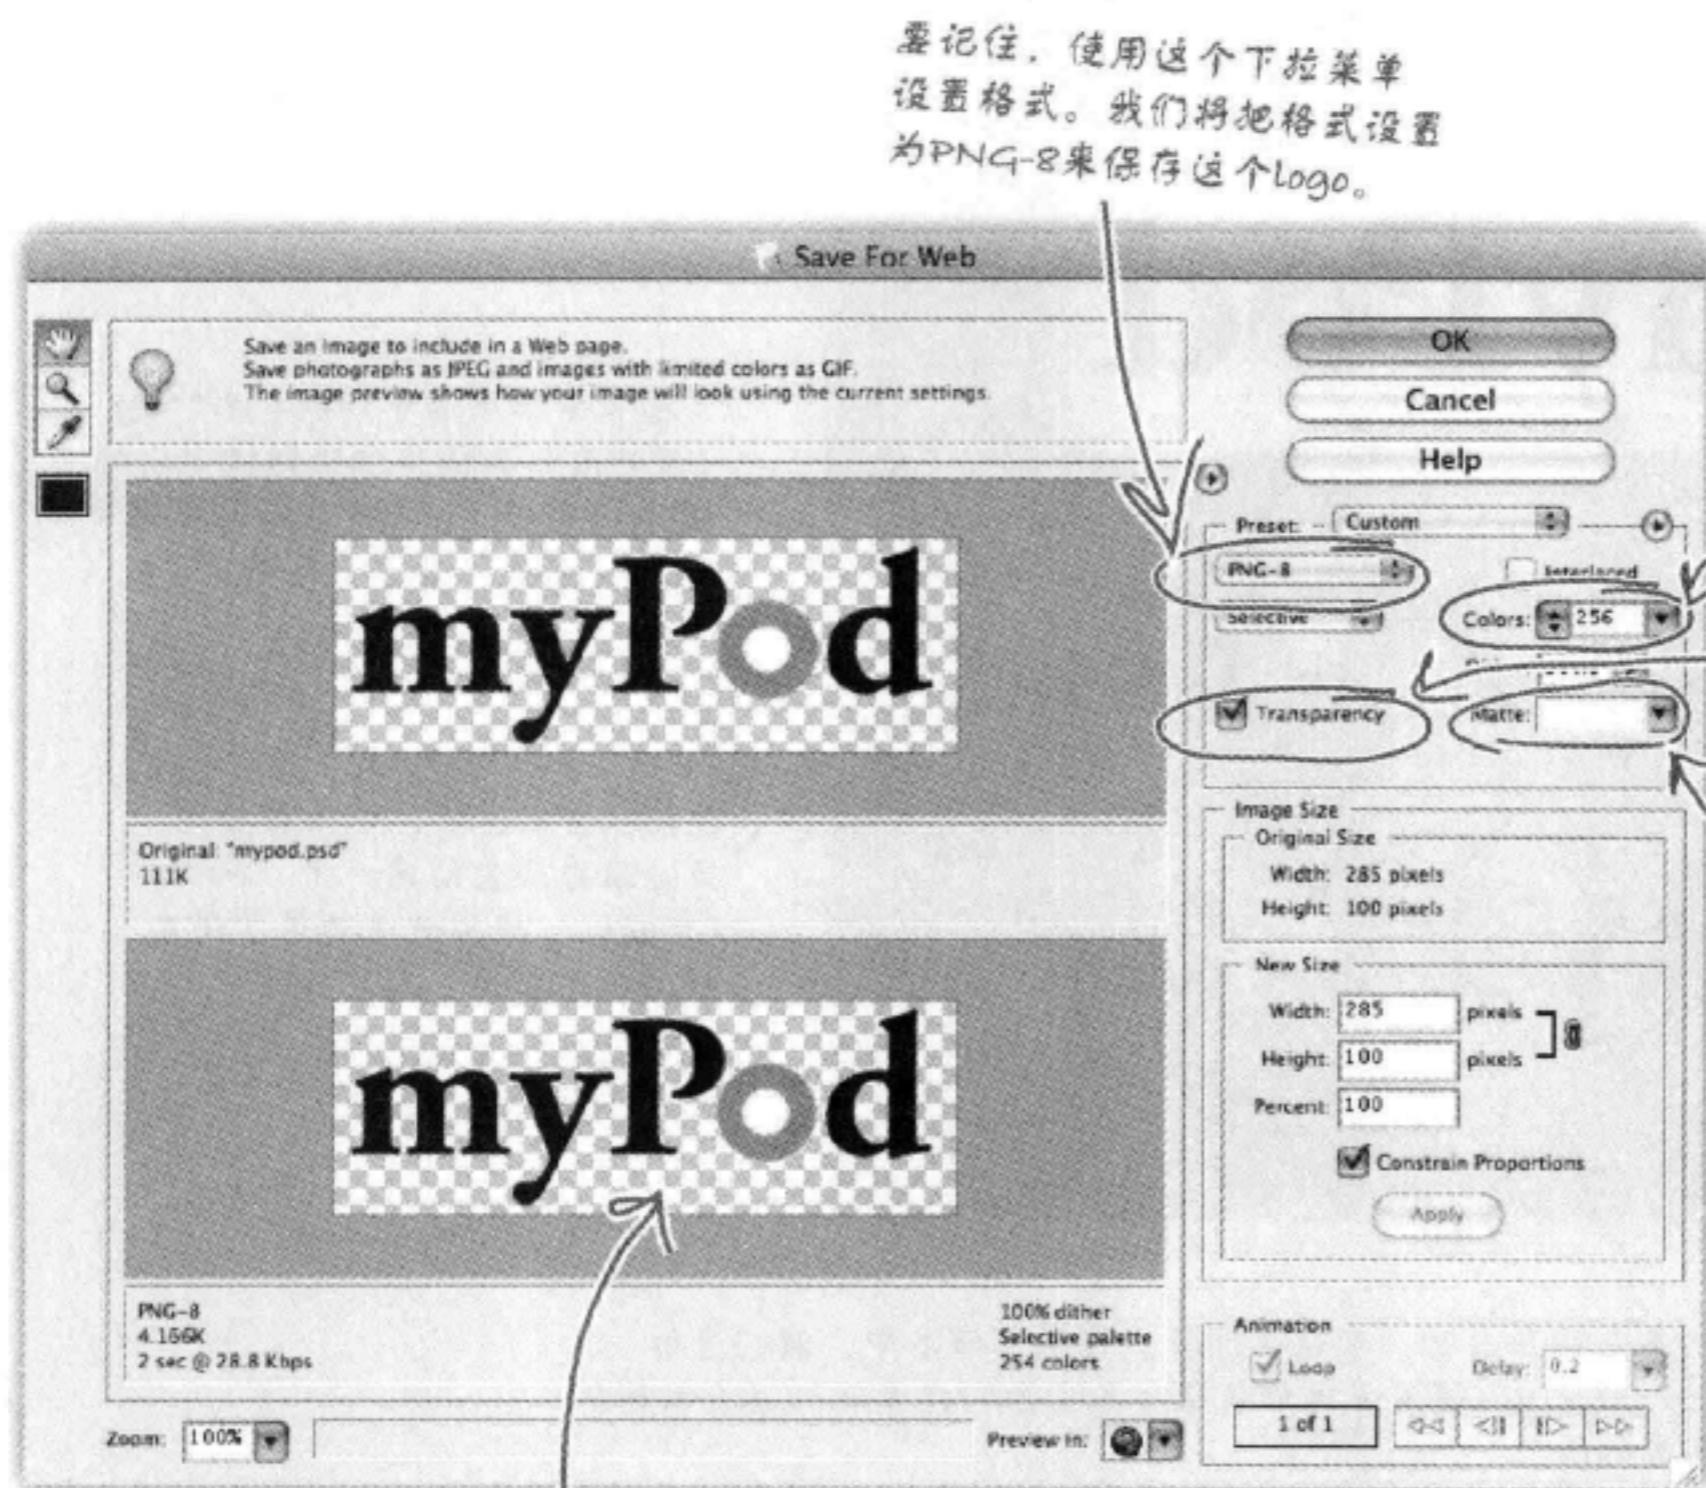 要记住，使用这个下拉菜单
设置格式。我们将把格式设置
为PNG-8来保存这个Logo。
Save For Web
Save an image to include in a Web page.
Save photographs as JPEG and images with limited colors as GIF.
The image preview shows how your image will look using the current settings.
OK
Cancel
Help
Preset: Custom
PNG-8
Interlaced
Selective
Colors: 256
Transparency
Matte:
myPod
Original: "mypod.psd"
111K
Image Size
Original Size
Width: 285 pixels
Height: 100 pixels
New Size
Width: 285 pixels
Height: 100 pixels
Percent: 100
Constrain Proportions
Apply
myPod
PNG-8
4.166K
2 sec @ 28.8 Kbps
100% dither
Selective palette
254 colors
Animation
Loop
Delay: 0.2
1 of 1
Zoom: 100%
Preview In: